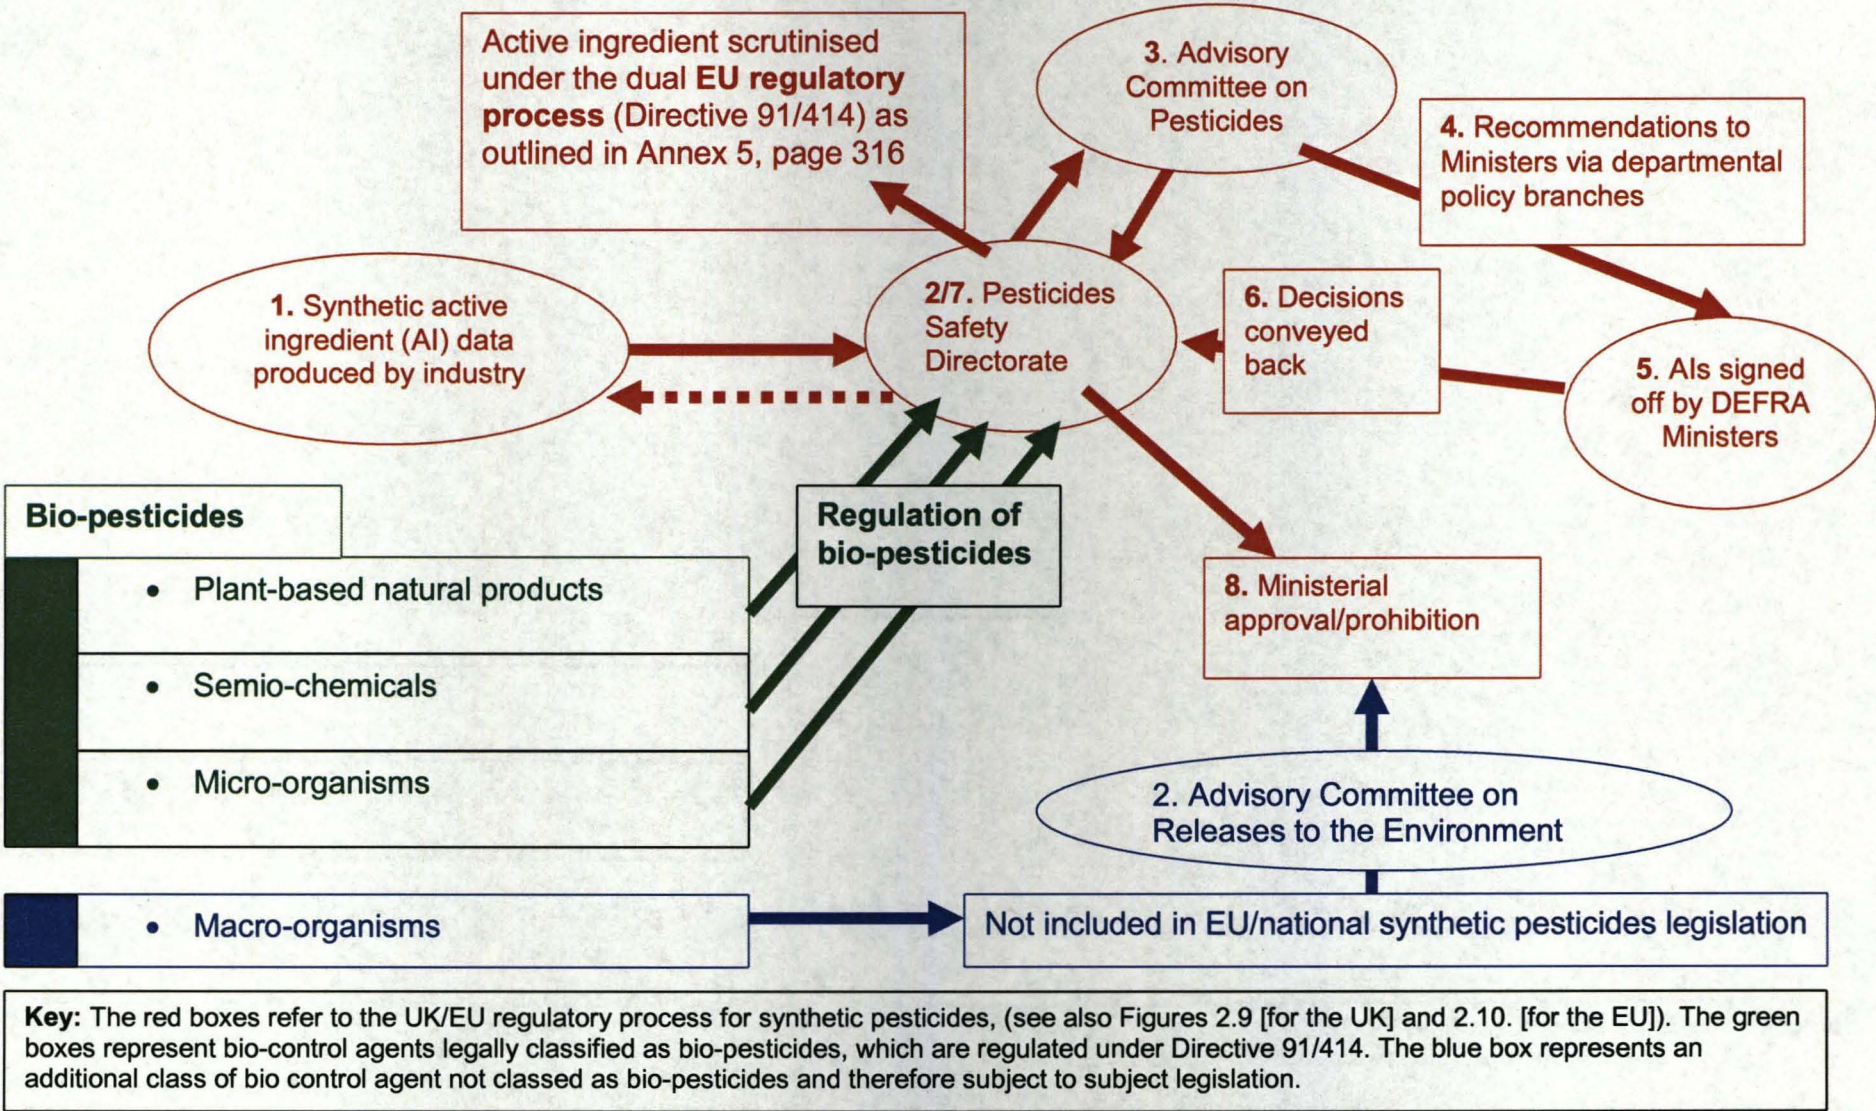 Active ingredient scrutinised
under the dual EU regulatory
process (Directive 91/414) as
outlined in Annex 5, page 316
3. Advisory
Committee on
Pesticides
4. Recommendations to
Ministers via departmental
policy branches
1. Synthetic active
ingredient (AI) data
produced by industry
2/7. Pesticides
Safety
Directorate
6. Decisions
conveyed
back
5. AIs signed
off by DEFRA
Ministers
Bio-pesticides
• Plant-based natural products
• Semio-chemicals
• Micro-organisms
Regulation of
bio-pesticides
8. Ministerial
approval/prohibition
2. Advisory Committee on
Releases to the Environment
• Macro-organisms
Not included in EU/national synthetic pesticides legislation
Key: The red boxes refer to the UK/EU regulatory process for synthetic pesticides, (see also Figures 2.9 [for the UK] and 2.10. [for the EU]). The green
boxes represent bio-control agents legally classified as bio-pesticides, which are regulated under Directive 91/414. The blue box represents an
additional class of bio control agent not classed as bio-pesticides and therefore subject to subject legislation.